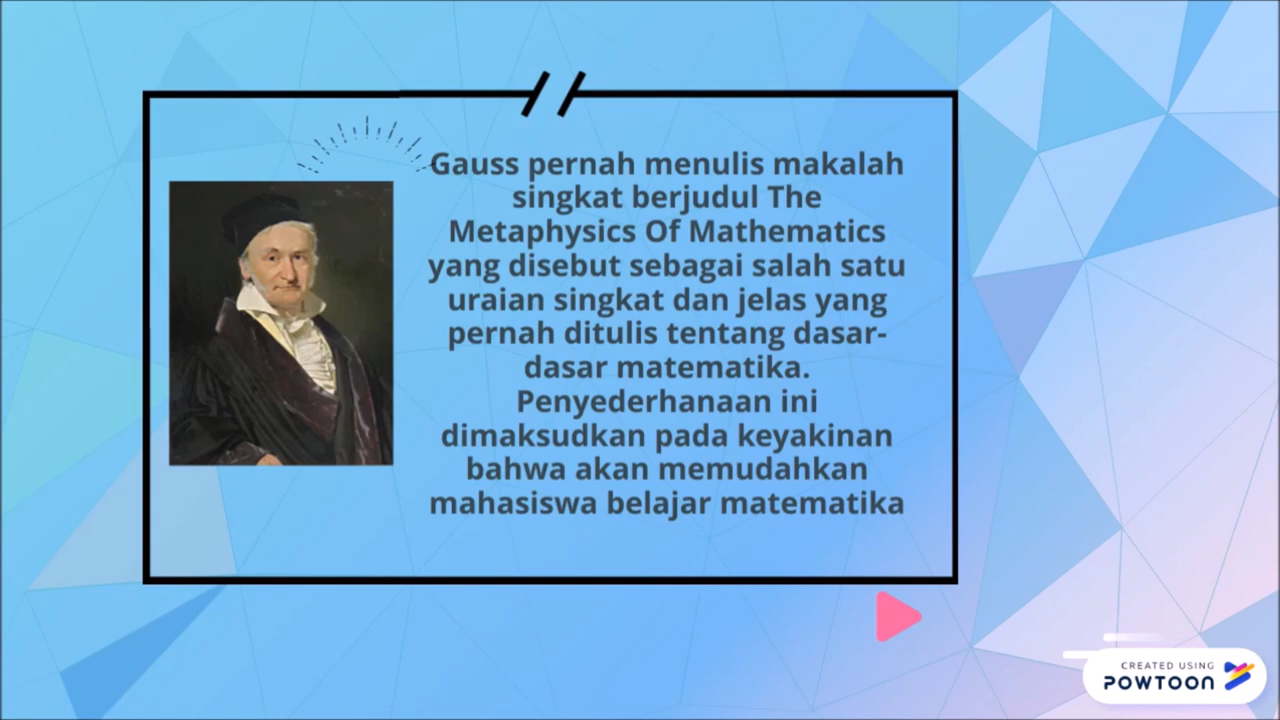 Gauss pernah menulis makalah
singkat berjudul The
Metaphysics Of Mathematics
yang disebut sebagai salah satu
uraian singkat dan jelas yang
pernah ditulis tentang dasar-
dasar matematika.
Penyederhanaan ini
dimaksudkan pada keyakinan
bahwa akan memudahkan
mahasiswa belajar matematika
CREATED USING
POWTOON